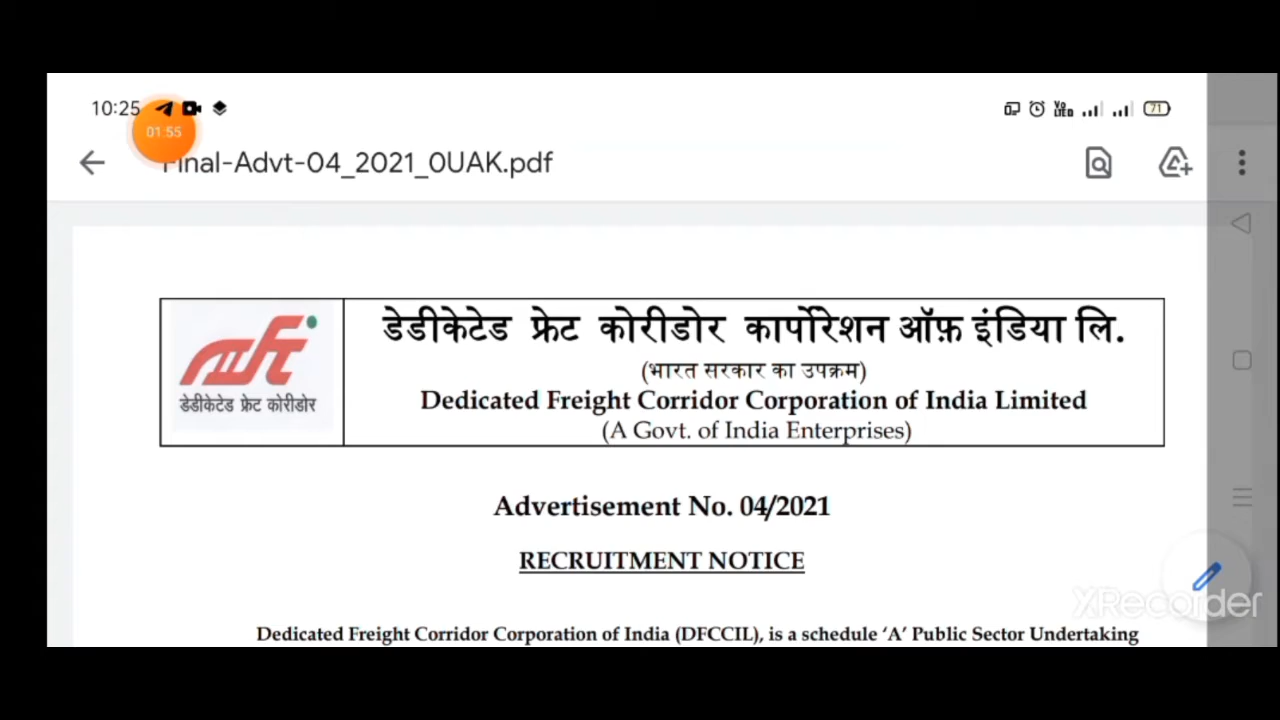 10:25
01:55
71
Final-Advt-04_2021_0UAK.pdf
डेडीकेटेड फ्रेट कोरीडोर
डेडीकेटेड फ्रेट कोरीडोर कार्पोरेशन ऑफ़ इंडिया लि.
(भारत सरकार का उपक्रम)
Dedicated Freight Corridor Corporation of India Limited
(A Govt. of India Enterprises)
Advertisement No. 04/2021
RECRUITMENT NOTICE
XRecorder
Dedicated Freight Corridor Corporation of India (DFCCIL), is a schedule ‘A’ Public Sector Undertaking